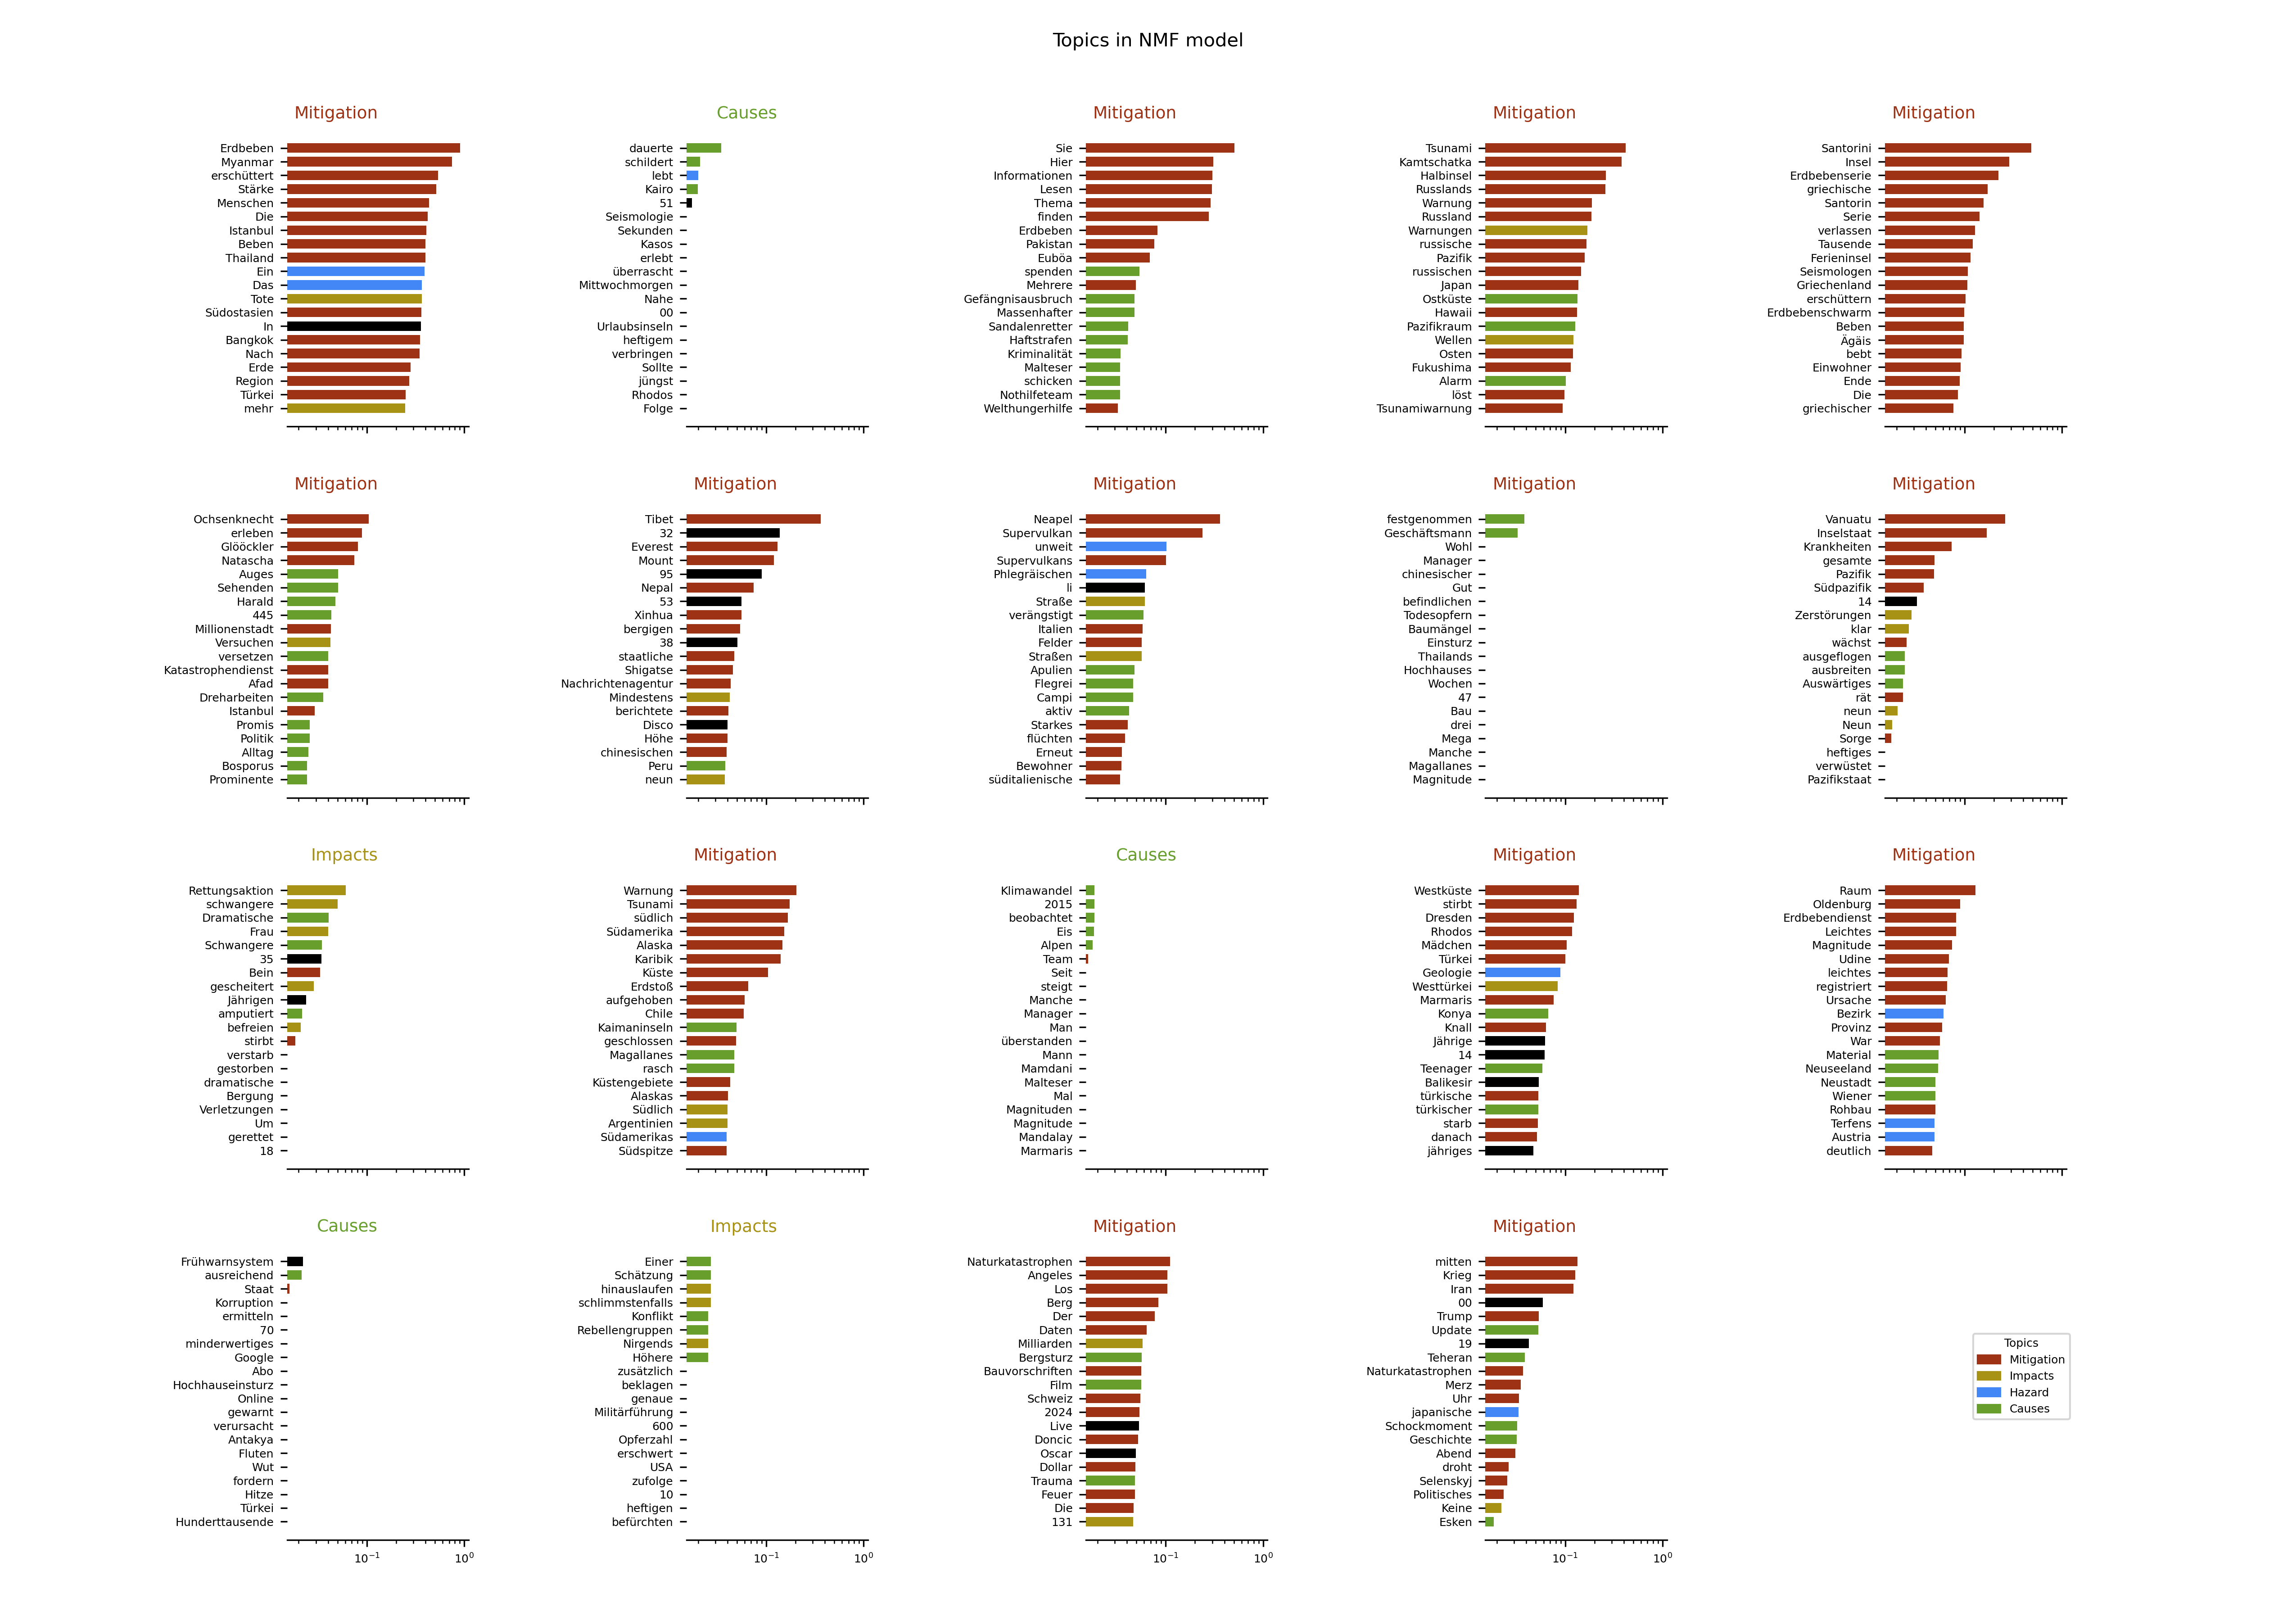 Topics in NMF model
Mitigation
Erdbeben
Myanmar
erschüttert
Stärke
Menschen
Die
Istanbul
Beben
Thailand
Ein
Das
Tote
Südostasien
In
Bangkok
Nach
Erde
Region
Türkei
mehr
Causes
dauerte
schildert
lebt
Kairo
51
Seismologie
Sekunden
Kasos
erlebt
überrascht
Mittwochmorgen
Nahe
00
Urlaubsinseln
heftigem
verbringen
Sollte
jüngst
Rhodos
Folge
Mitigation
Sie
Hier
Informationen
Lesen
Thema
finden
Erdbeben
Pakistan
Euböa
spenden
Mehrere
Gefängnisausbruch
Massenhafter
Sandalenretter
Haftstrafen
Kriminalität
Malteser
schicken
Nothilfeteam
Welthungerhilfe
Mitigation
Tsunami
Kamtschatka
Halbinsel
Russlands
Warnung
Russland
Warnungen
russische
Pazifik
russischen
Japan
Ostküste
Hawaii
Pazifikraum
Wellen
Osten
Fukushima
Alarm
löst
Tsunamiwarnung
Mitigation
Santorini
Insel
Erdbebenserie
griechische
Santorin
Serie
verlassen
Tausende
Ferieninsel
Seismologen
Griechenland
erschüttern
Erdbebenschwarm
Beben
Ägäis
bebt
Einwohner
Ende
Die
griechischer
Mitigation
Ochsenknecht
erleben
Glööckler
Natascha
Auges
Sehenden
Harald
445
Millionenstadt
Versuchen
versetzen
Katastrophendienst
Afad
Dreharbeiten
Istanbul
Promis
Politik
Alltag
Bosporus
Prominente
Mitigation
Tibet
32
Everest
Mount
95
Nepal
53
Xinhua
bergigen
38
staatliche
Shigatse
Nachrichtenagentur
Mindestens
berichtete
Disco
Höhe
chinesischen
Peru
neun
Mitigation
Neapel
Supervulkan
unweit
Supervulkans
Phlegräischen
li
Straße
verängstigt
Italien
Felder
Straßen
Apulien
Flegrei
Campi
aktiv
Starkes
flüchten
Erneut
Bewohner
süditalienische
Mitigation
festgenommen
Geschäftsmann
Wohl
Manager
chinesischer
Gut
befindlichen
Todesopfern
Baumängel
Einsturz
Thailands
Hochhauses
Wochen
47
Bau
drei
Mega
Manche
Magallanes
Magnitude
Mitigation
Vanuatu
Inselstaat
Krankheiten
gesamte
Pazifik
Südpazifik
14
Zerstörungen
klar
wächst
ausgeflogen
ausbreiten
Auswärtiges
rät
neun
Neun
Sorge
heftiges
verwüstet
Pazifikstaat
Impacts
Rettungsaktion
schwangere
Dramatische
Frau
Schwangere
35
Bein
gescheitert
Jährigen
amputiert
befreien
stirbt
verstarb
gestorben
dramatische
Bergung
Verletzungen
Um
gerettet
18
Mitigation
Warnung
Tsunami
südlich
Südamerika
Alaska
Karibik
Küste
Erdstoß
aufgehoben
Chile
Kaimaninseln
geschlossen
Magallanes
rasch
Küstengebiete
Alaskas
Südlich
Argentinien
Südamerikas
Südspitze
Causes
Klimawandel
2015
beobachtet
Eis
Alpen
Team
Seit
steigt
Manche
Manager
Man
überstanden
Mann
Mamdani
Malteser
Mal
Magnituden
Magnitude
Mandalay
Marmaris
Mitigation
Westküste
stirbt
Dresden
Rhodos
Mädchen
Türkei
Geologie
Westtürkei
Marmaris
Konya
Knall
Jährige
14
Teenager
Balikesir
türkische
türkischer
starb
danach
jähriges
Mitigation
Raum
Oldenburg
Erdbebendienst
Leichtes
Magnitude
Udine
leichtes
registriert
Ursache
Bezirk
Provinz
War
Material
Neuseeland
Neustadt
Wiener
Rohbau
Terfens
Austria
deutlich
Causes
Frühwarnsystem
ausreichend
Staat
Korruption
ermitteln
70
minderwertiges
Google
Abo
Hochhauseinsturz
Online
gewarnt
verursacht
Antakya
Fluten
Wut
fordern
Hitze
Türkei
Hunderttausende
10⁻¹ 10⁰
Impacts
Einer
Schätzung
hinauslaufen
schlimmstenfalls
Konflikt
Rebellengruppen
Nirgends
Höhere
zusätzlich
beklagen
genaue
Militärführung
600
Opferzahl
erschwert
USA
zufolge
10
heftigen
befürchten
10⁻¹ 10⁰
Mitigation
Naturkatastrophen
Angeles
Los
Berg
Der
Daten
Milliarden
Bergsturz
Bauvorschriften
Film
Schweiz
2024
Live
Doncic
Oscar
Dollar
Trauma
Feuer
Die
131
10⁻¹ 10⁰
Mitigation
mitten
Krieg
Iran
00
Trump
Update
19
Teheran
Naturkatastrophen
Merz
Uhr
japanische
Schockmoment
Geschichte
Abend
droht
Selenskyj
Politisches
Keine
Esken
10⁻¹ 10⁰
Topics
Mitigation
Impacts
Hazard
Causes